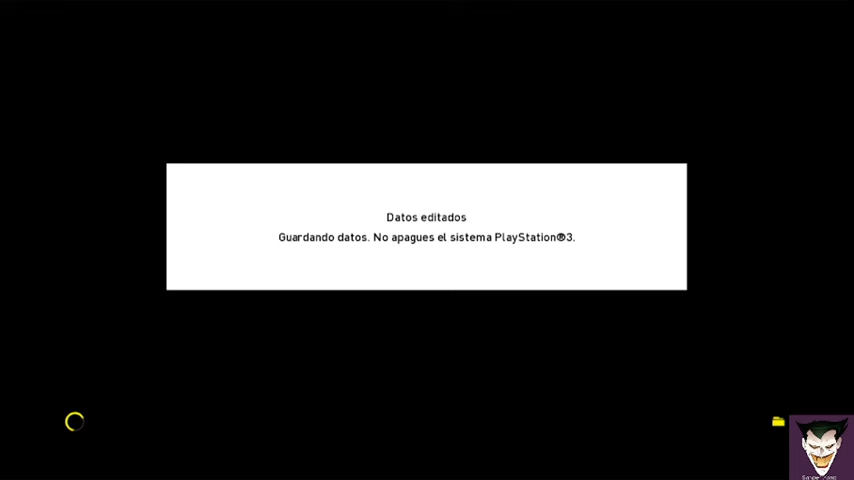 Datos editados
Guardando datos. No apagues el sistema PlayStation®3.